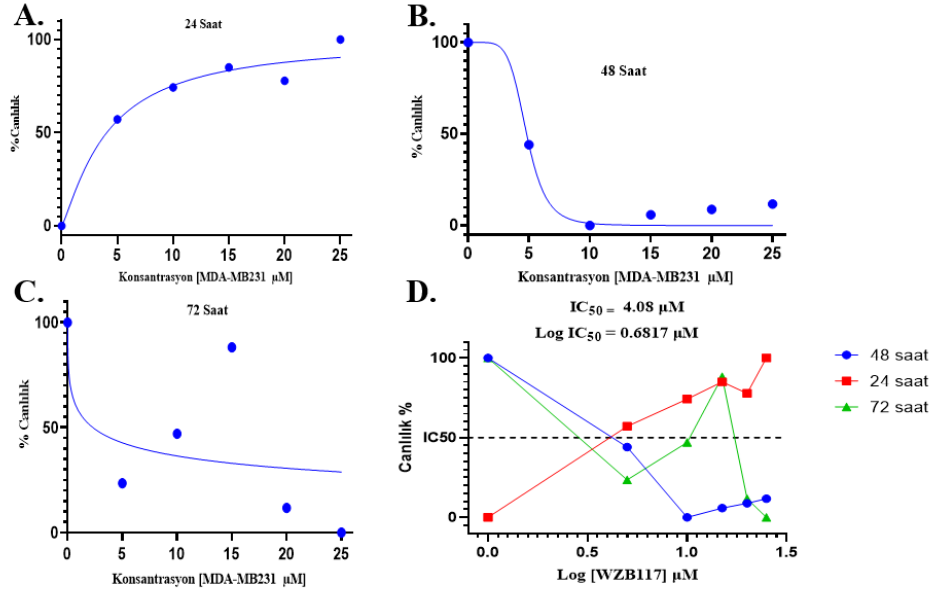 A.
24 Saat
100
50
0
% Canlılık
0 5 10 15 20 25
Konsantrasyon [MDA-MB231 µM]
B.
48 Saat
100
50
0
% Canlılık
0 5 10 15 20 25
Konsantrasyon [MDA-MB231 µM]
C.
72 Saat
100
50
0
% Canlılık
0 5 10 15 20 25
Konsantrasyon [MDA-MB231 µM]
D.
IC50 = 4.08 µM
Log IC50 = 0.6817 µM
100
IC50
0
Canlılık %
0.0 0.5 1.0 1.5
Log [WZB117] µM
48 saat
24 saat
72 saat